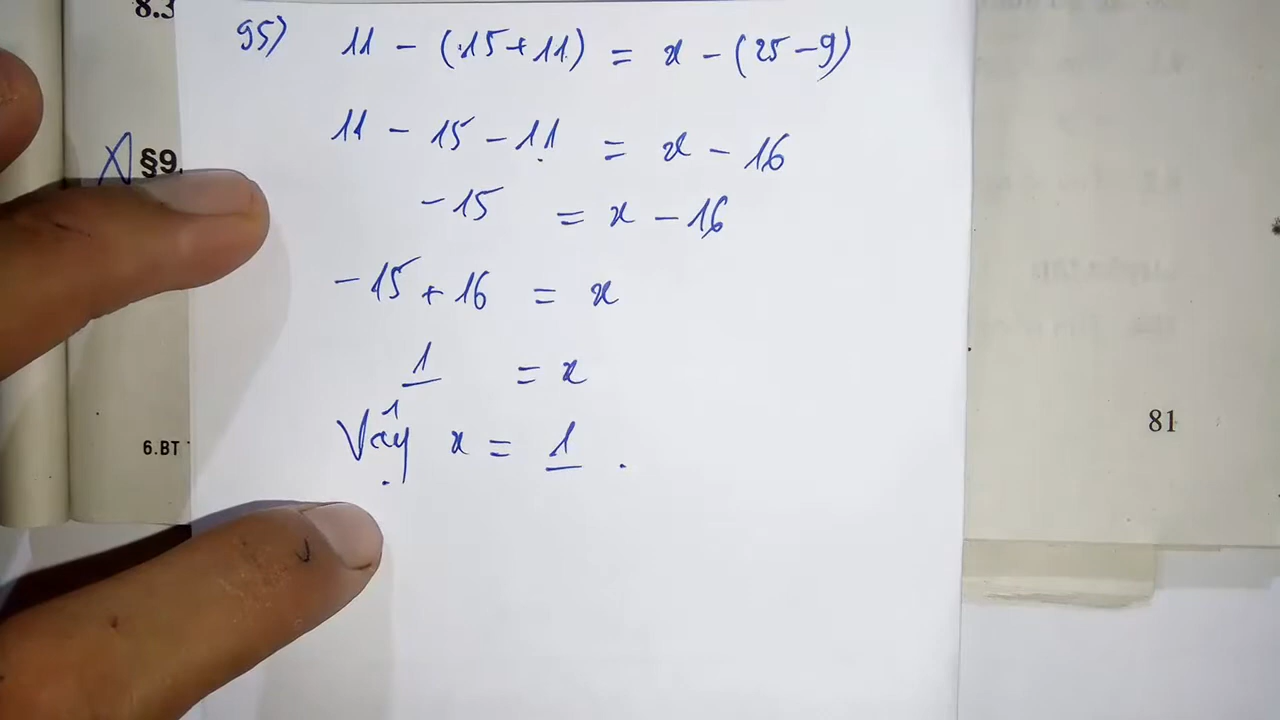 8.3
95) 11 - (15+11) = x - (25-9)
11 - 15 - 11 = x - 16
§9.
-15 = x - 16
-15 + 16 = x
1 = x
Vậy x = 1.
6.BT
81